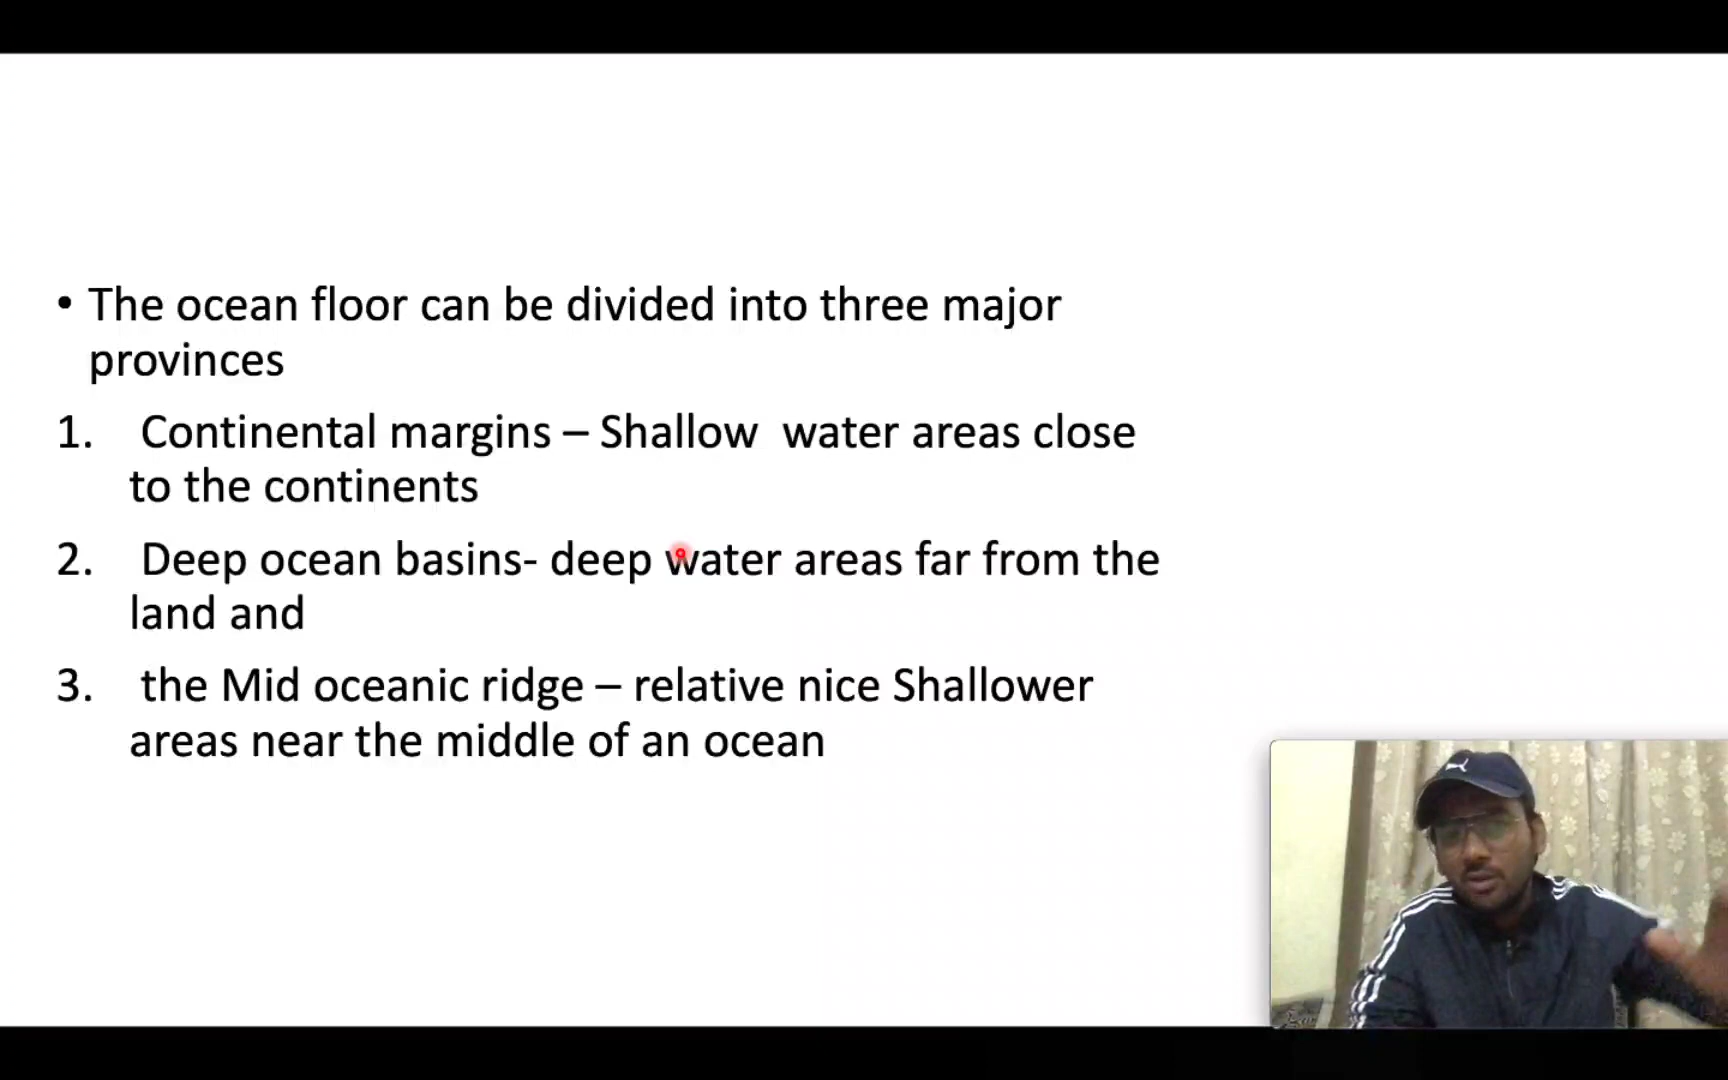 • The ocean floor can be divided into three major
provinces
1. Continental margins – Shallow water areas close
to the continents
2. Deep ocean basins- deep water areas far from the
land and
3. the Mid oceanic ridge – relative nice Shallower
areas near the middle of an ocean